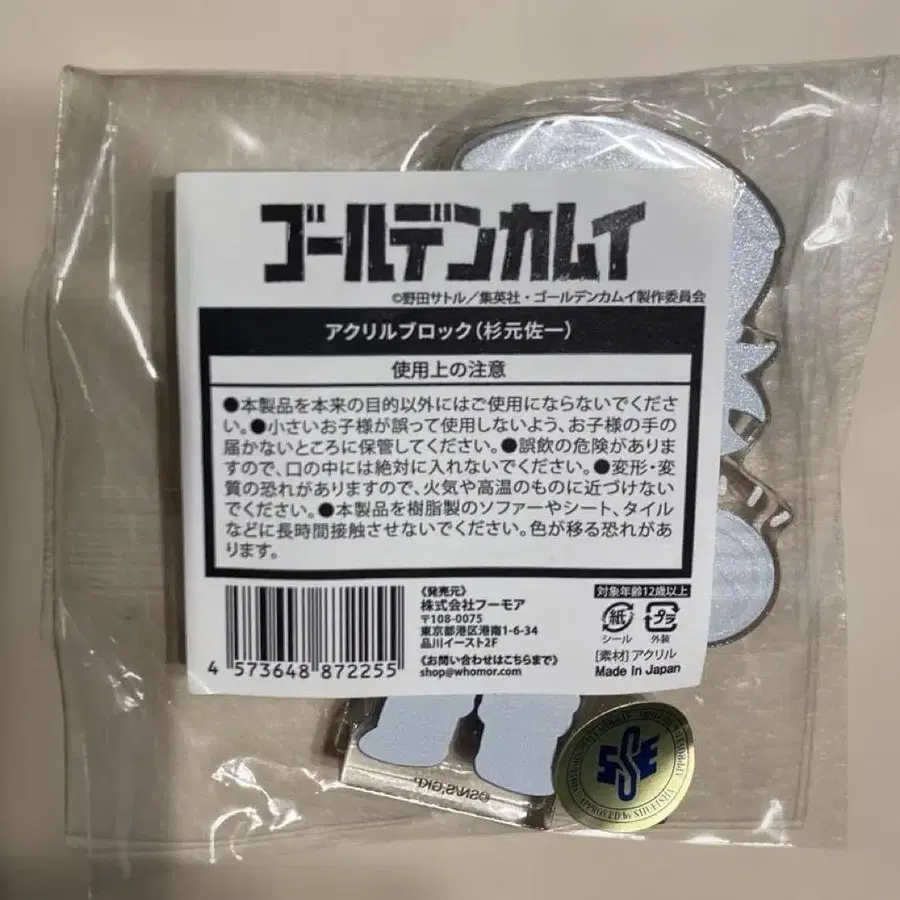 ゴールデンカムイ
©野田サトル／集英社・ゴールデンカムイ製作委員会
アクリルブロック（杉元佐一）
使用上の注意
●本製品を本来の目的以外にはご使用にならないでくださ
い。●小さいお子様が誤って使用しないよう、お子様の手の
届かないところに保管してください。●誤飲の危険がありま
すので、口の中には絶対に入れないでください。●変形・変
質の恐れがありますので、火気や高温のものに近づけない
でください。●本製品を樹脂製のソファーやシート、タイル
などに長時間接触させないでください。色が移る恐れがあ
ります。
4 573648 872255
《発売元》
株式会社フーモア
〒108-0075
東京都港区港南1-6-34
品川イースト2F
《お問い合わせはこちらまで》
shop@whomor.com
対象年齢12歳以上
紙 プラ
シール 外装
[素材] アクリル
Made In Japan
©SN/S,GKP
APPROVED by SHUEISHA